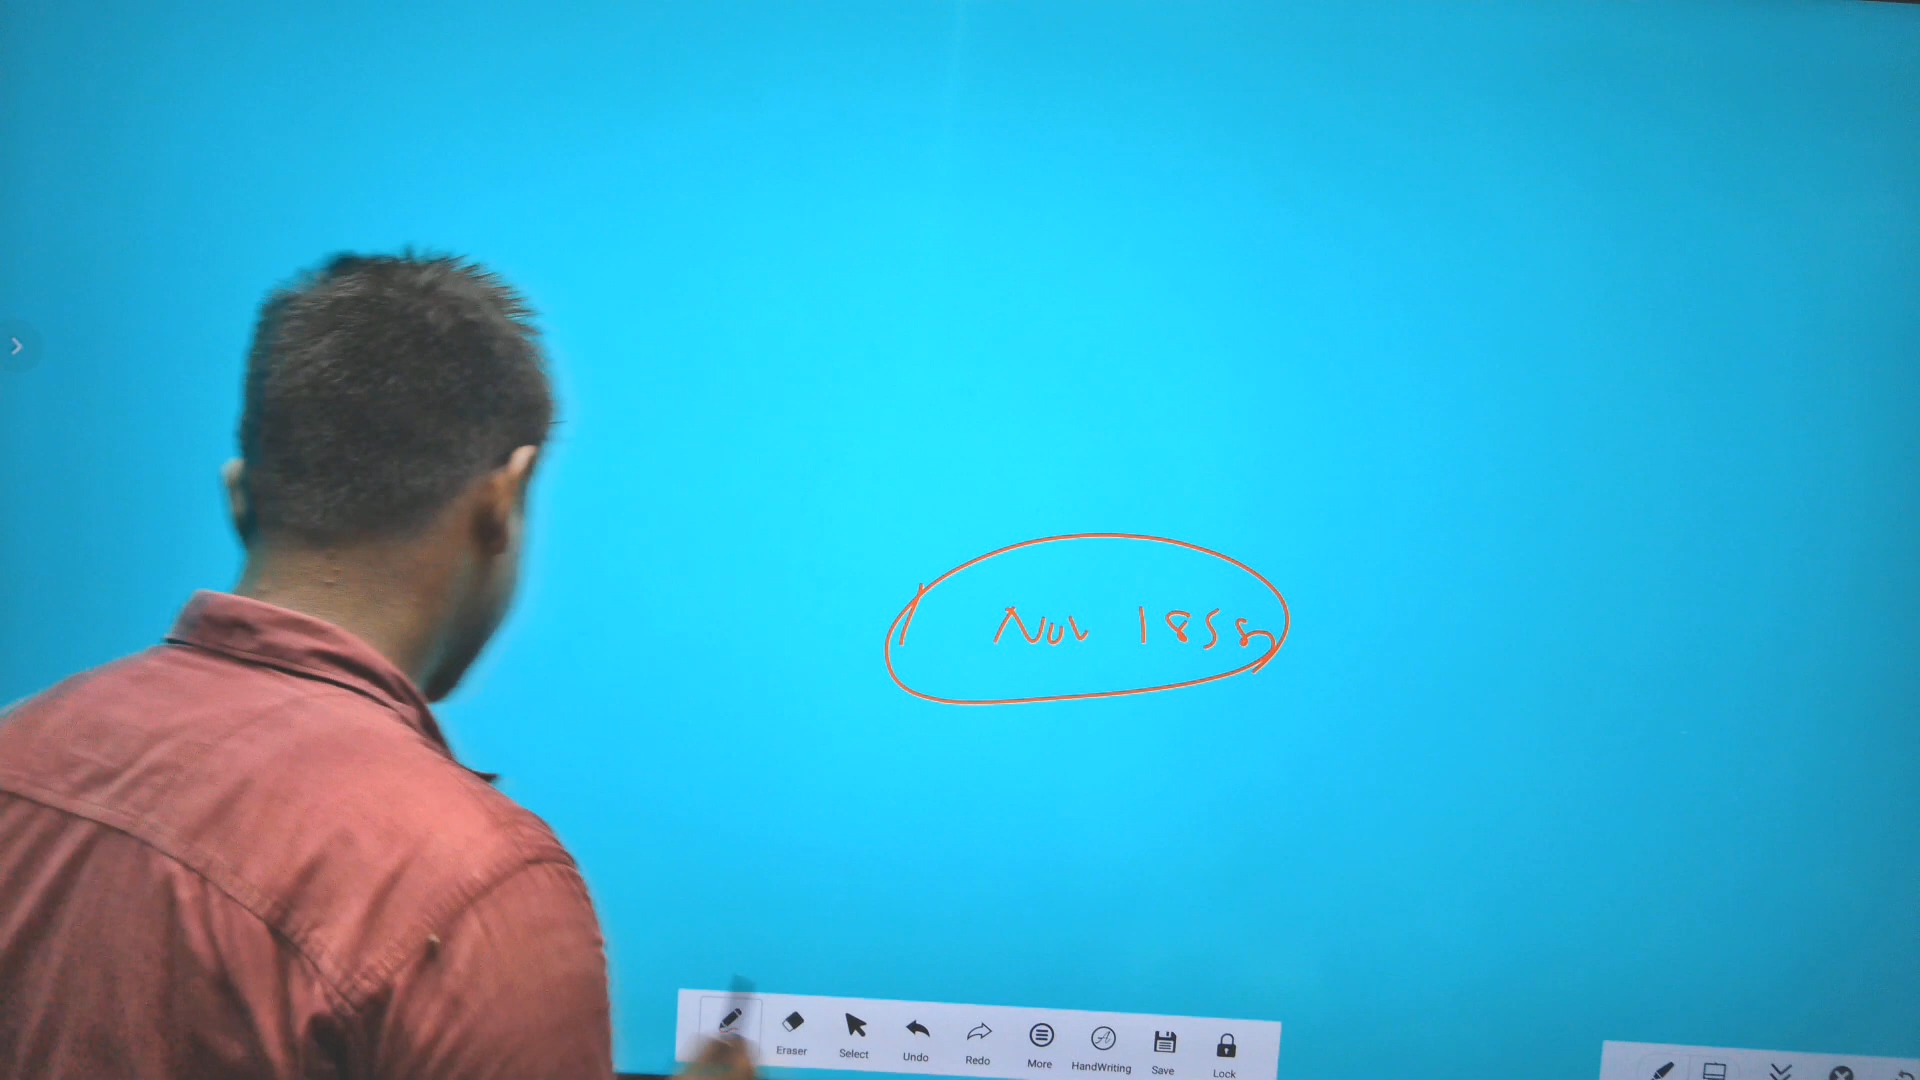 Nov 1858
Eraser
Select
Undo
Redo
More
HandWriting
Save
Lock